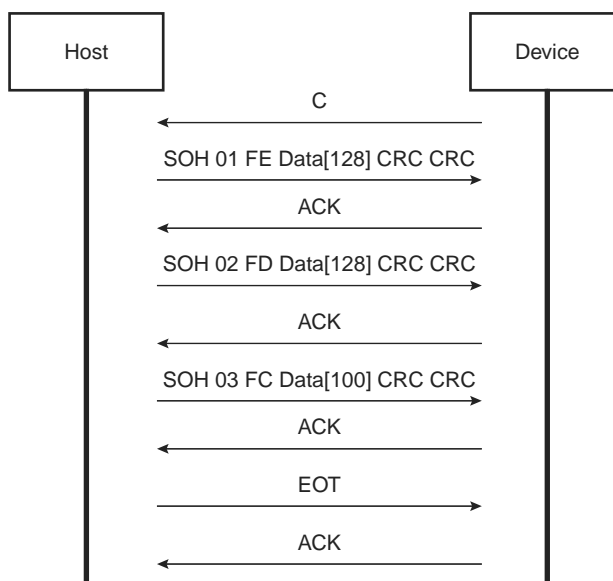 Host
Device
C
SOH 01 FE Data[128] CRC CRC
ACK
SOH 02 FD Data[128] CRC CRC
ACK
SOH 03 FC Data[100] CRC CRC
ACK
EOT
ACK